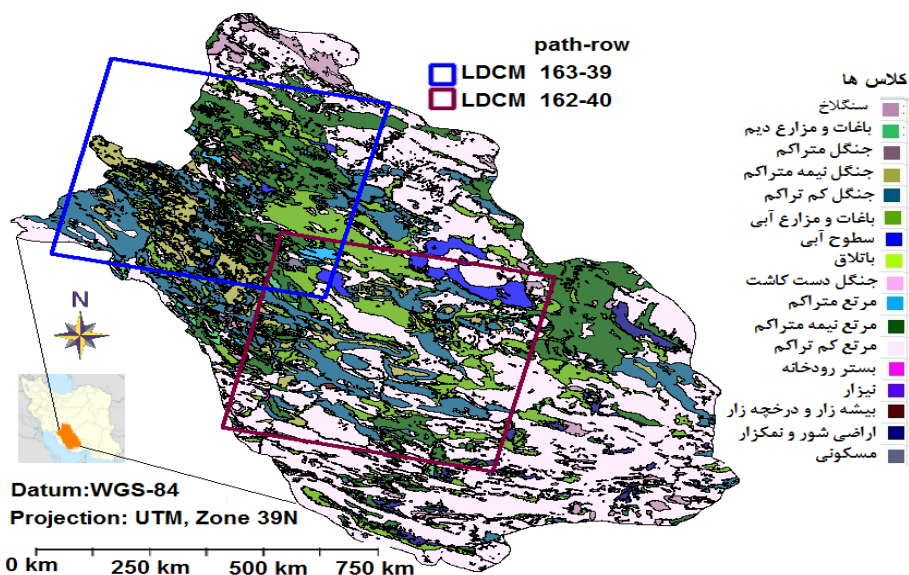 path-row
LDCM 163-39
LDCM 162-40
کلاس ها
سنگلاخ
باغات و مزارع دیم
جنگل متراکم
جنگل نیمه متراکم
جنگل کم تراکم
باغات و مزارع آبی
سطوح آبی
باتلاق
جنگل دست کاشت
مرتع متراکم
مرتع نیمه متراکم
مرتع کم تراکم
بستر رودخانه
نیزار
بیشه زار و درخچه زار
اراضی شور و نمکزار
مسکونی
N
Datum:WGS-84
Projection: UTM, Zone 39N
0 km 250 km 500 km 750 km